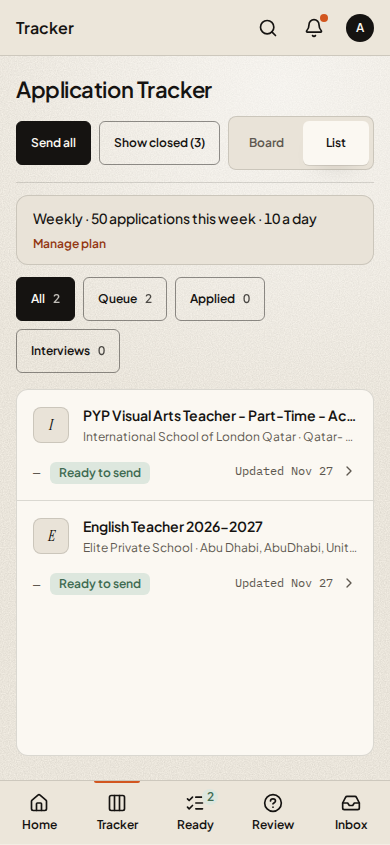 Tracker
A
Application Tracker
Send all
Show closed (3)
Board
List
Weekly · 50 applications this week · 10 a day
Manage plan
All 2
Queue 2
Applied 0
Interviews 0
I
PYP Visual Arts Teacher - Part-Time - Ac...
International School of London Qatar · Qatar- ...
– Ready to send
Updated Nov 27
E
English Teacher 2026–2027
Elite Private School · Abu Dhabi, AbuDhabi, Unit...
– Ready to send
Updated Nov 27
Home
Tracker
2
Ready
Review
Inbox